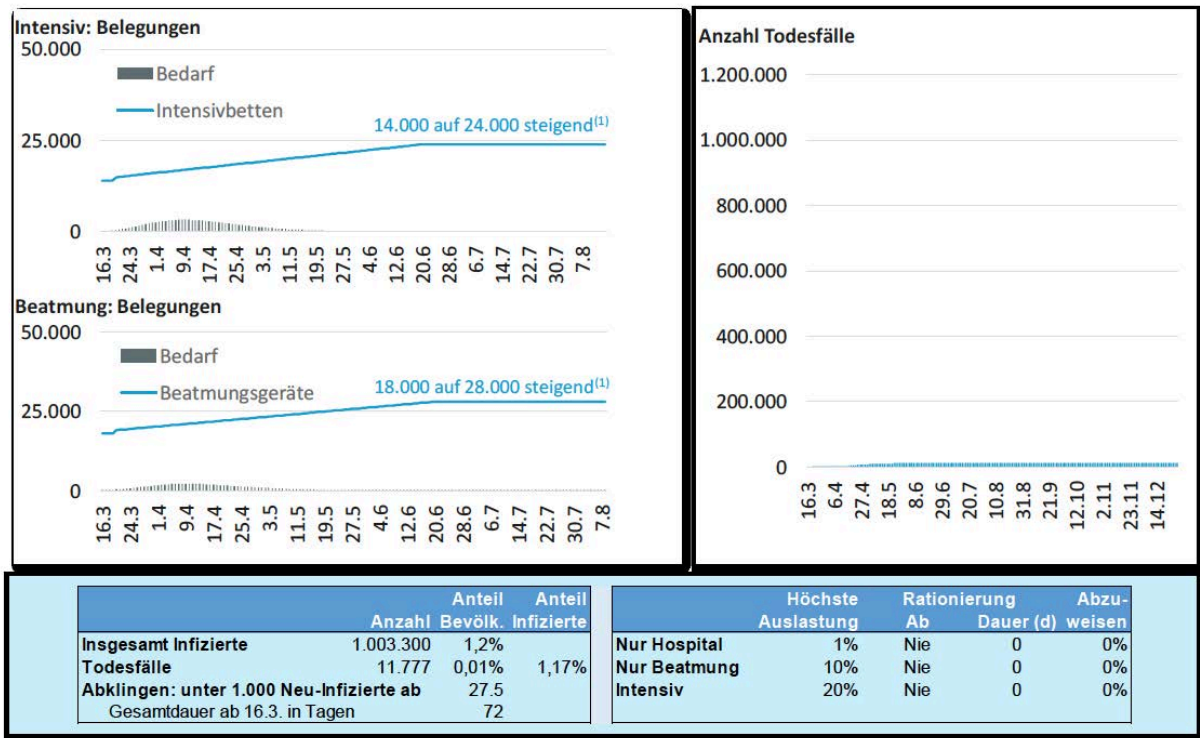 Intensiv: Belegungen
50.000
Bedarf
Intensivbetten
14.000 auf 24.000 steigend(1)
25.000
0
16.3 24.3 1.4 9.4 17.4 25.4 3.5 11.5 19.5 27.5 4.6 12.6 20.6 28.6 6.7 14.7 22.7 30.7 7.8
Beatmung: Belegungen
50.000
Bedarf
Beatmungsgeräte
18.000 auf 28.000 steigend(1)
25.000
0
16.3 24.3 1.4 9.4 17.4 25.4 3.5 11.5 19.5 27.5 4.6 12.6 20.6 28.6 6.7 14.7 22.7 30.7 7.8
Anzahl Todesfälle
1.200.000
1.000.000
800.000
600.000
400.000
200.000
0
16.3 6.4 27.4 18.5 8.6 29.6 20.7 10.8 31.8 21.9 12.10 2.11 23.11 14.12
Anteil Anteil
Anzahl Bevölk. Infizierte
Insgesamt Infizierte 1.003.300 1,2%
Todesfälle 11.777 0,01% 1,17%
Abklingen: unter 1.000 Neu-Infizierte ab 27.5
Gesamtdauer ab 16.3. in Tagen 72
Höchste Rationierung Abzu-
Auslastung Ab Dauer (d) weisen
Nur Hospital 1% Nie 0 0%
Nur Beatmung 10% Nie 0 0%
Intensiv 20% Nie 0 0%